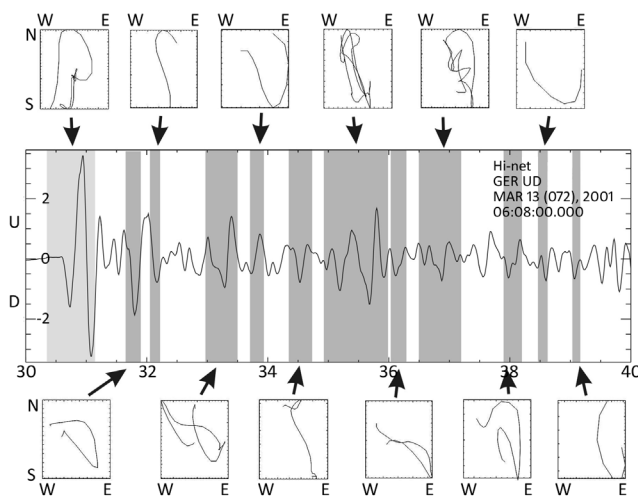 W E W E W E W E W E W E
N
S
Hi-net
GER UD
MAR 13 (072), 2001
06:08:00.000
2
U
0
D
-2
30 32 34 36 38 40
N
S
W E W E W E W E W E W E